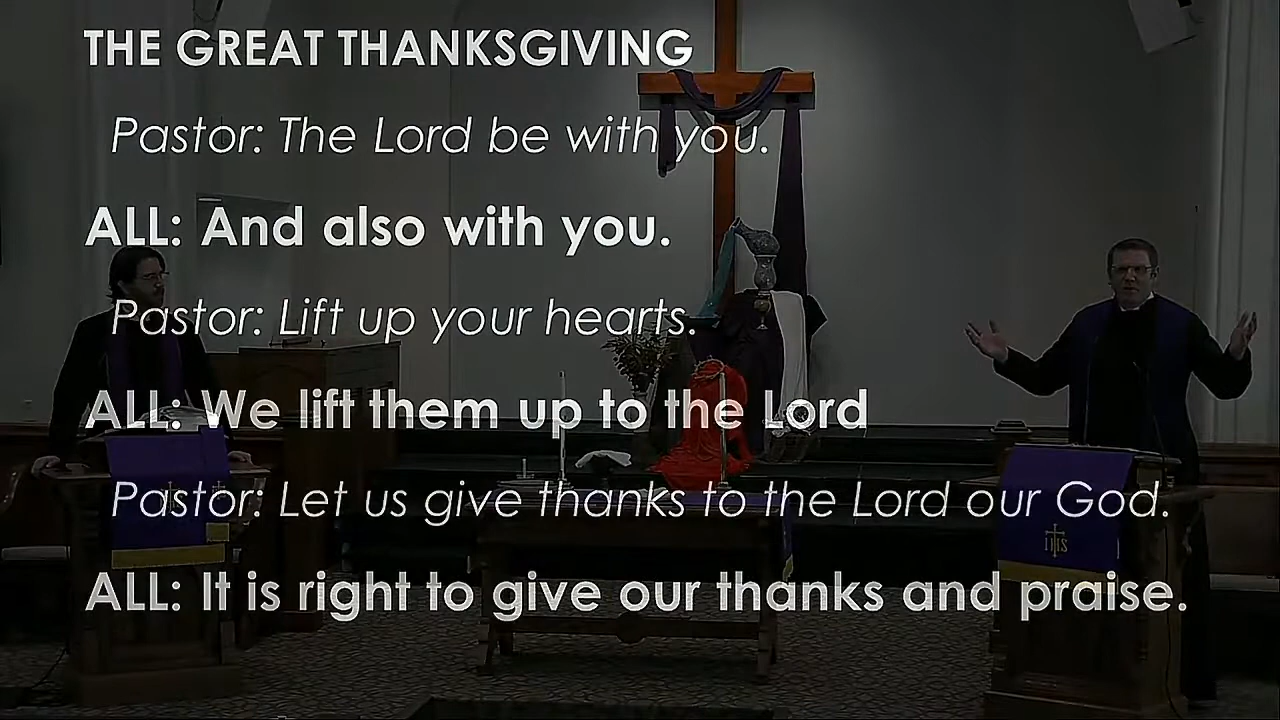 THE GREAT THANKSGIVING
Pastor: The Lord be with you.
ALL: And also with you.
Pastor: Lift up your hearts.
ALL: We lift them up to the Lord
Pastor: Let us give thanks to the Lord our God.
ALL: It is right to give our thanks and praise.
IHS